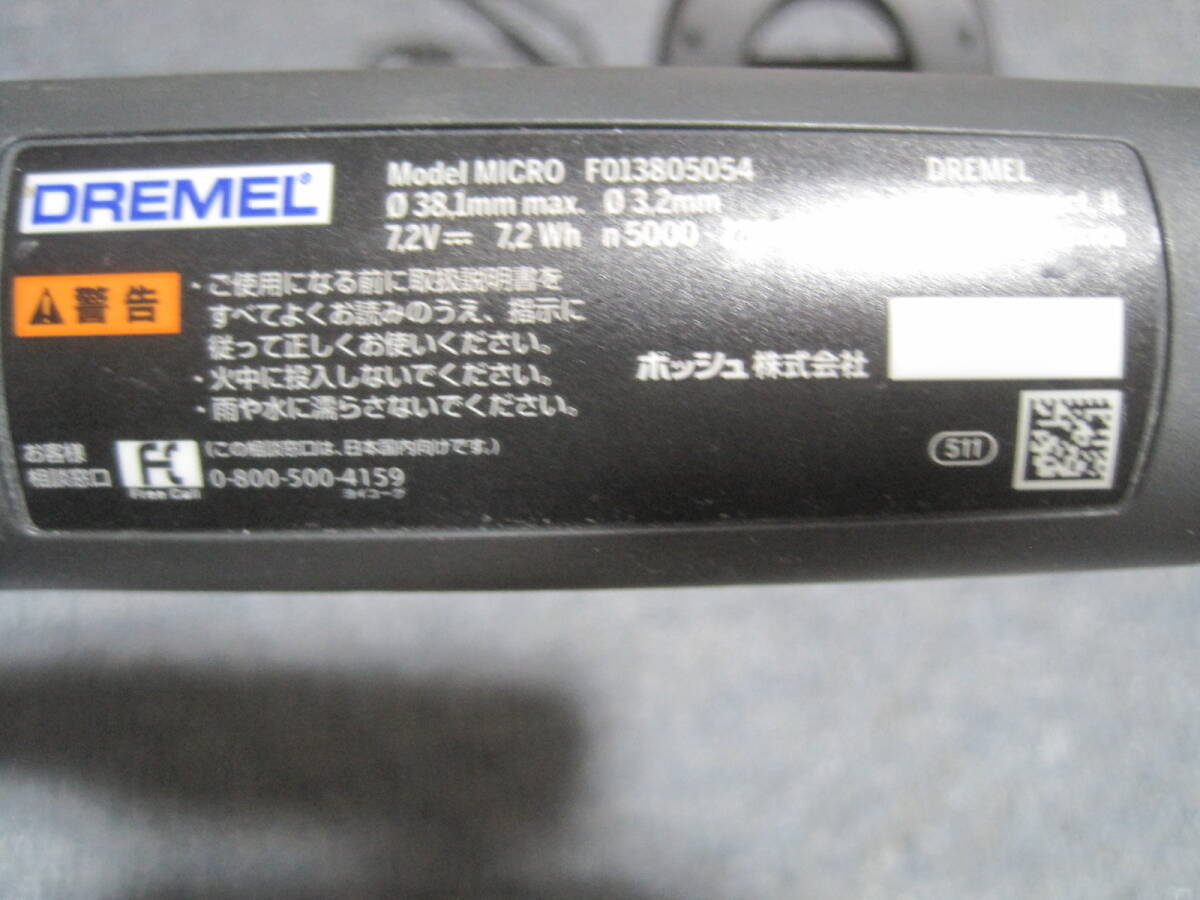 DREMEL
Model MICRO F013805054
Ø 38,1mm max. Ø 3.2mm
7,2V 7,2 Wh n 5000
DREMEL
IL
警告
・ご使用になる前に取扱説明書を
すべてよくお読みのうえ、指示に
従って正しくお使いください。
・火中に投入しないでください。
・雨や水に濡らさないでください。
ボッシュ株式会社
お客様
相談窓口
Free Call
(この相談窓口は、日本国内向けです。)
0-800-500-4159
ヨイコーグ
S11